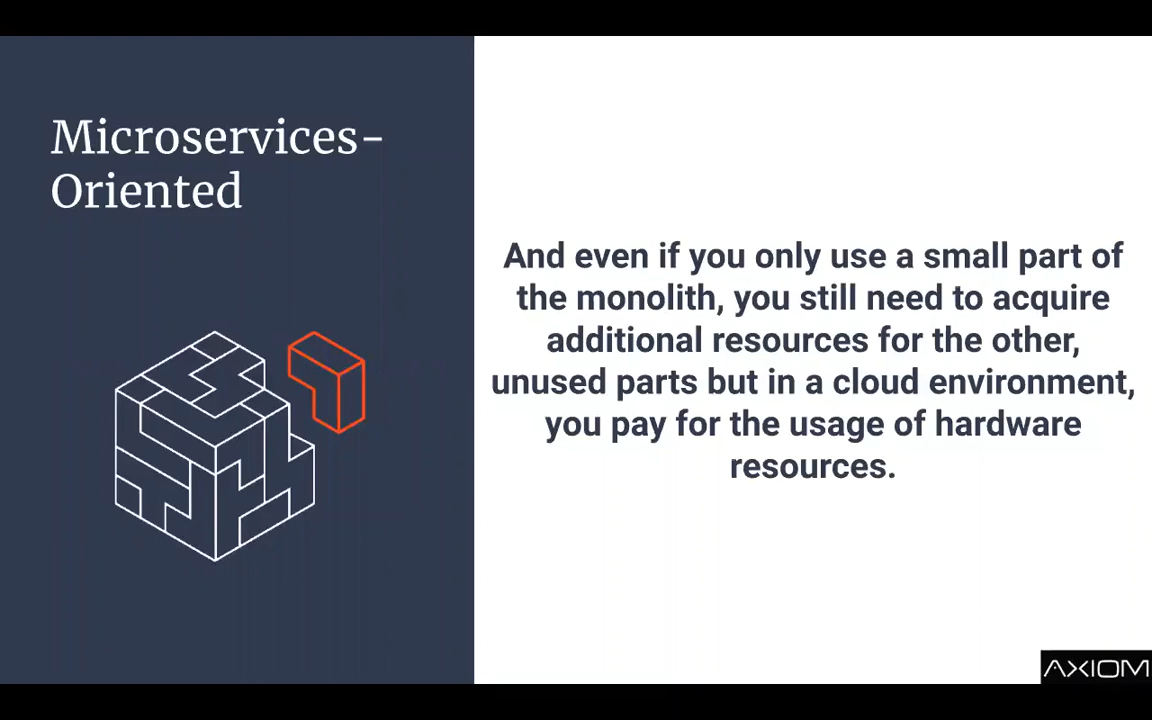 Microservices-
Oriented
And even if you only use a small part of
the monolith, you still need to acquire
additional resources for the other,
unused parts but in a cloud environment,
you pay for the usage of hardware
resources.
AXIOM